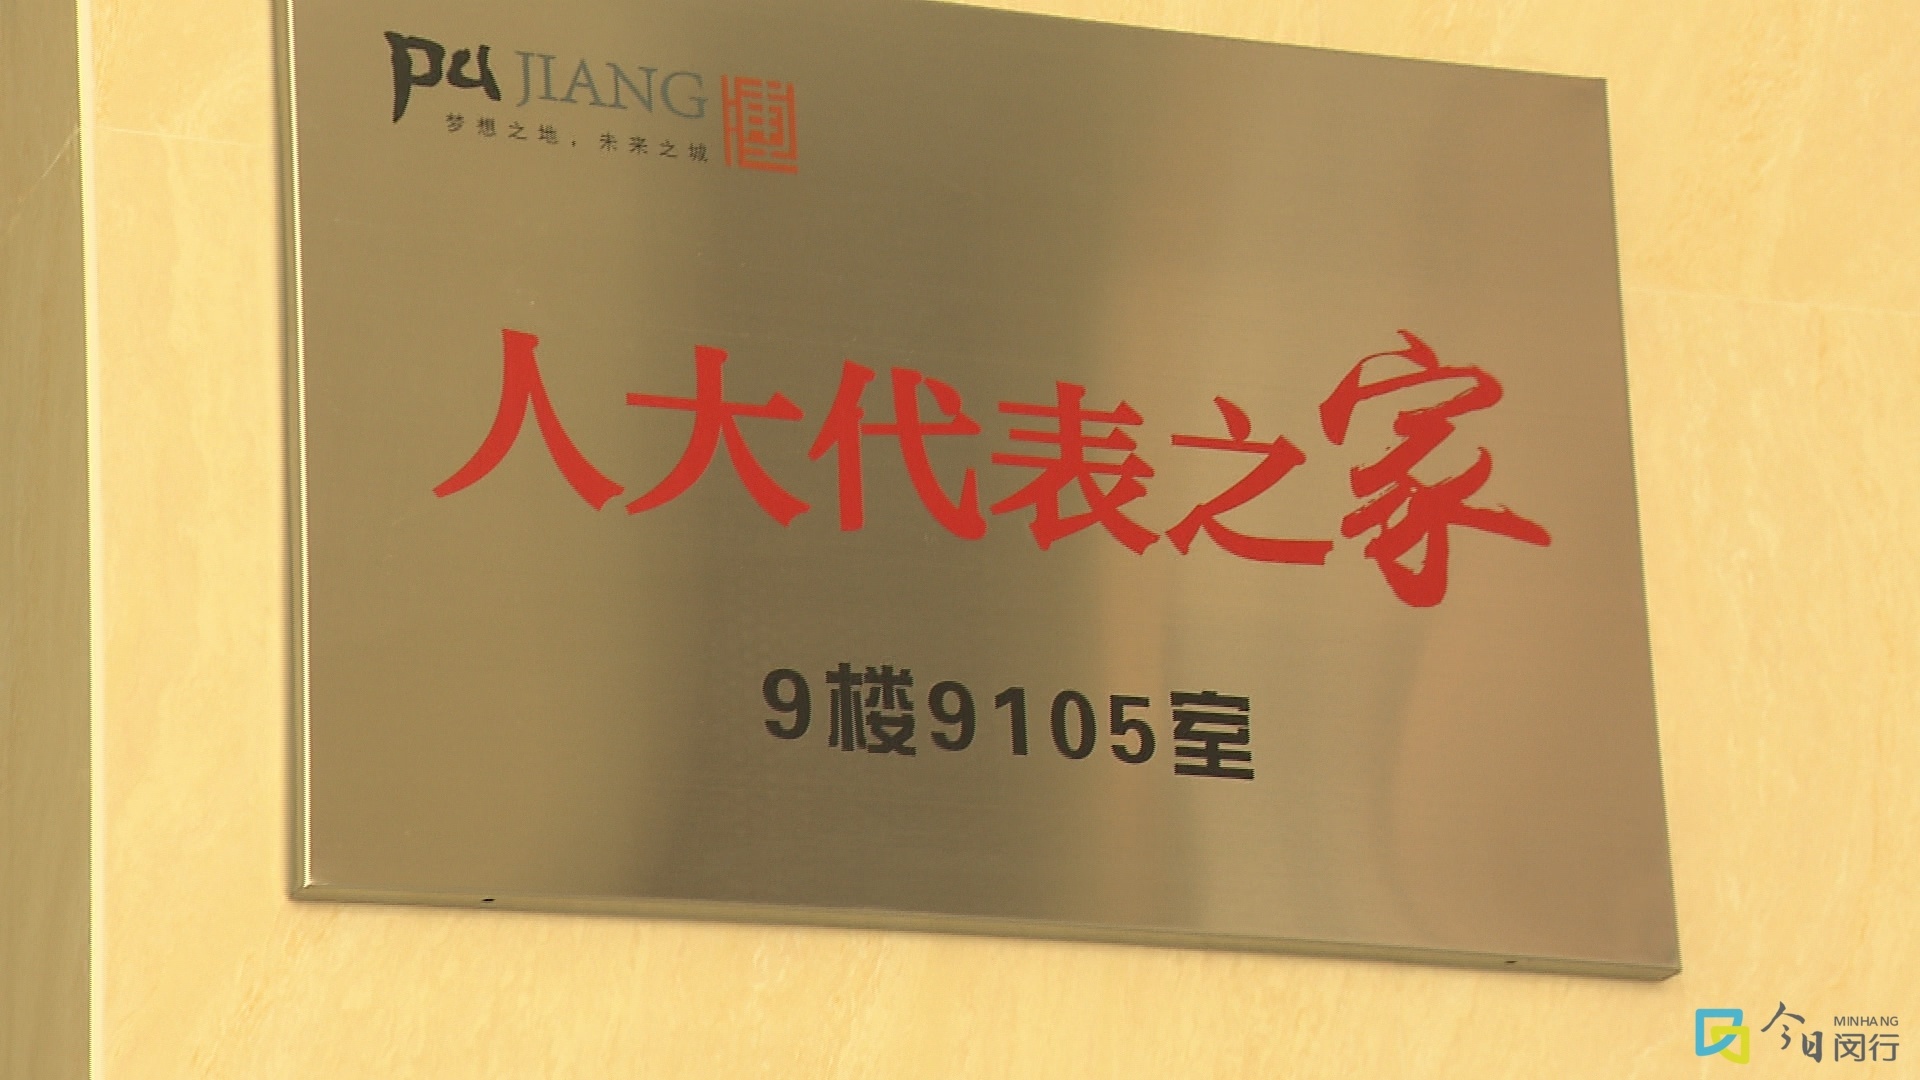 pu JIANG
梦想之地，未来之城
人大代表之家
9楼9105室
MINHANG
今日闵行